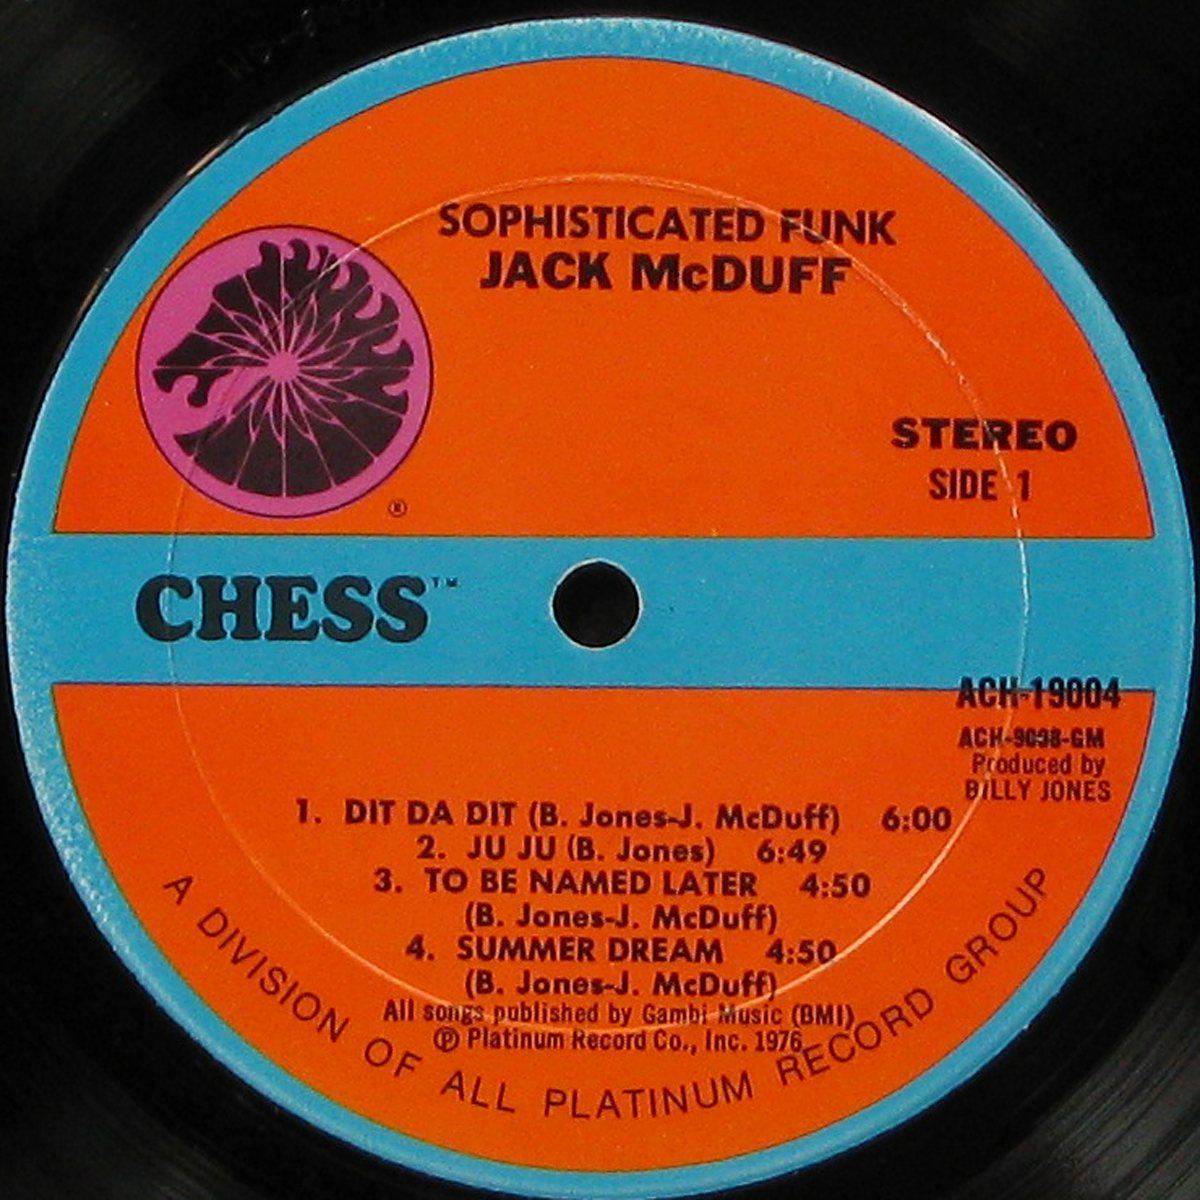 SOPHISTICATED FUNK
JACK McDUFF
STEREO
SIDE 1
®
CHESS™
ACH-19004
ACH-9038-GM
Produced by
BILLY JONES
1. DIT DA DIT (B. Jones-J. McDuff) 6:00
2. JU JU (B. Jones) 6:49
3. TO BE NAMED LATER 4:50
(B. Jones-J. McDuff)
4. SUMMER DREAM 4:50
(B. Jones-J. McDuff)
All songs published by Gambi Music (BMI)
℗ Platinum Record Co., Inc. 1976
A DIVISION OF ALL PLATINUM RECORD GROUP